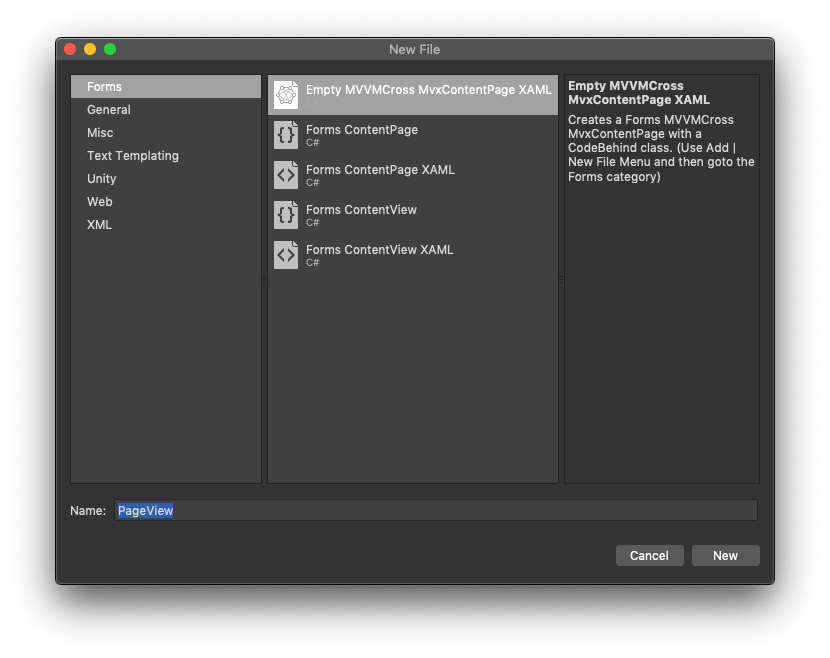 New File
Forms
General
Misc
Text Templating
Unity
Web
XML
Empty MVVMCross MvxContentPage XAML
C#
Forms ContentPage
C#
Forms ContentPage XAML
C#
Forms ContentView
C#
Forms ContentView XAML
C#
Empty MVVMCross
MvxContentPage XAML
Creates a Forms MVVMCross
MvxContentPage with a
CodeBehind class. (Use Add |
New File Menu and then goto the
Forms category)
Name:
PageView
Cancel
New